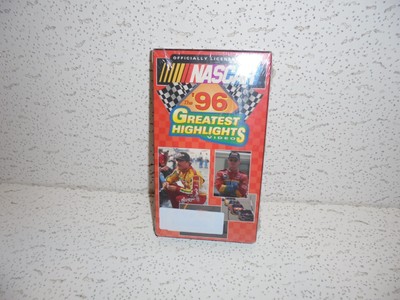 OFFICIALLY LICENSED
NASCAR
The '96
GREATEST
HIGHLIGHTS
VIDEO